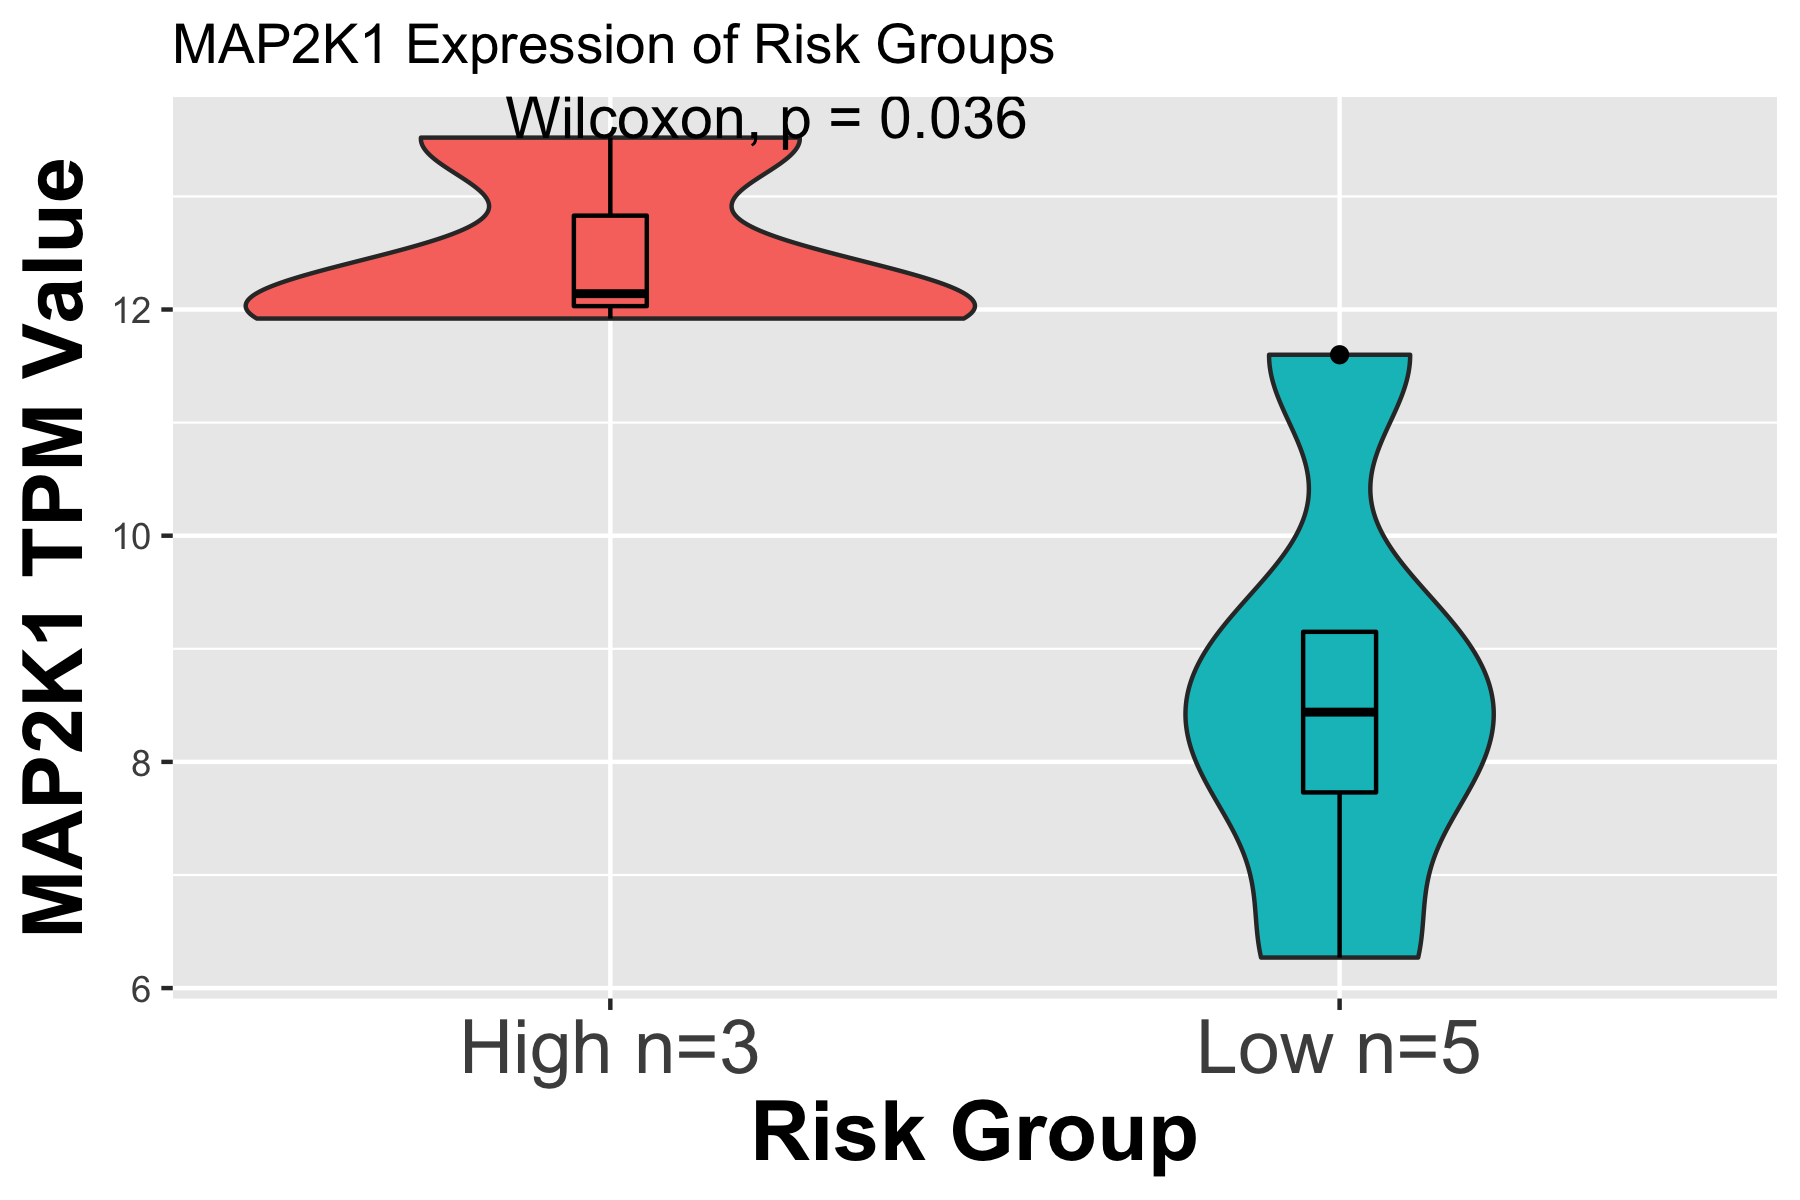 MAP2K1 Expression of Risk Groups
Wilcoxon, p = 0.036
MAP2K1 TPM Value
12
10
8
6
High n=3
Low n=5
Risk Group